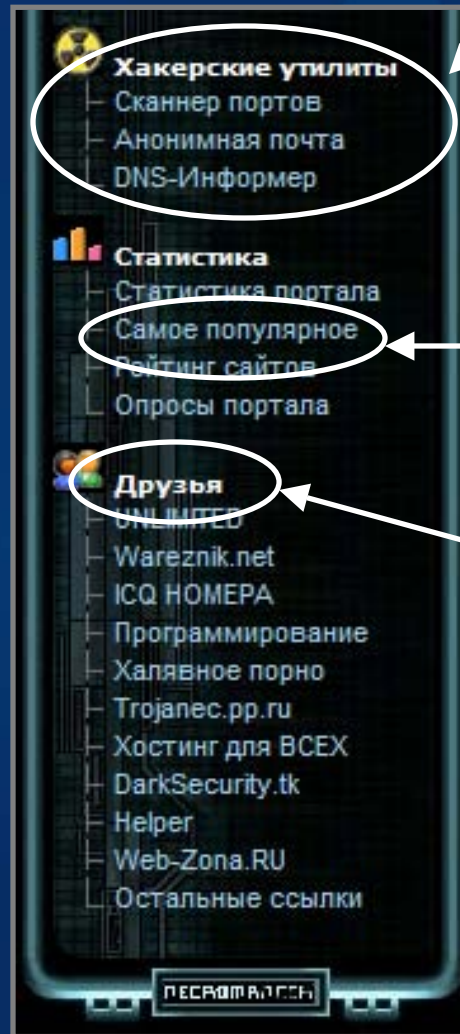 Хакерские утилиты
Сканнер портов
Анонимная почта
DNS-Информер
Статистика
Статистика портала
Самое популярное
Рейтинг сайтов
Опросы портала
Друзья
UNLIMITED
Wareznik.net
ICQ НОМЕРА
Программирование
Халявное порно
Trojanec.pp.ru
Хостинг для ВСЕХ
DarkSecurity.tk
Helper
Web-Zona.RU
Остальные ссылки